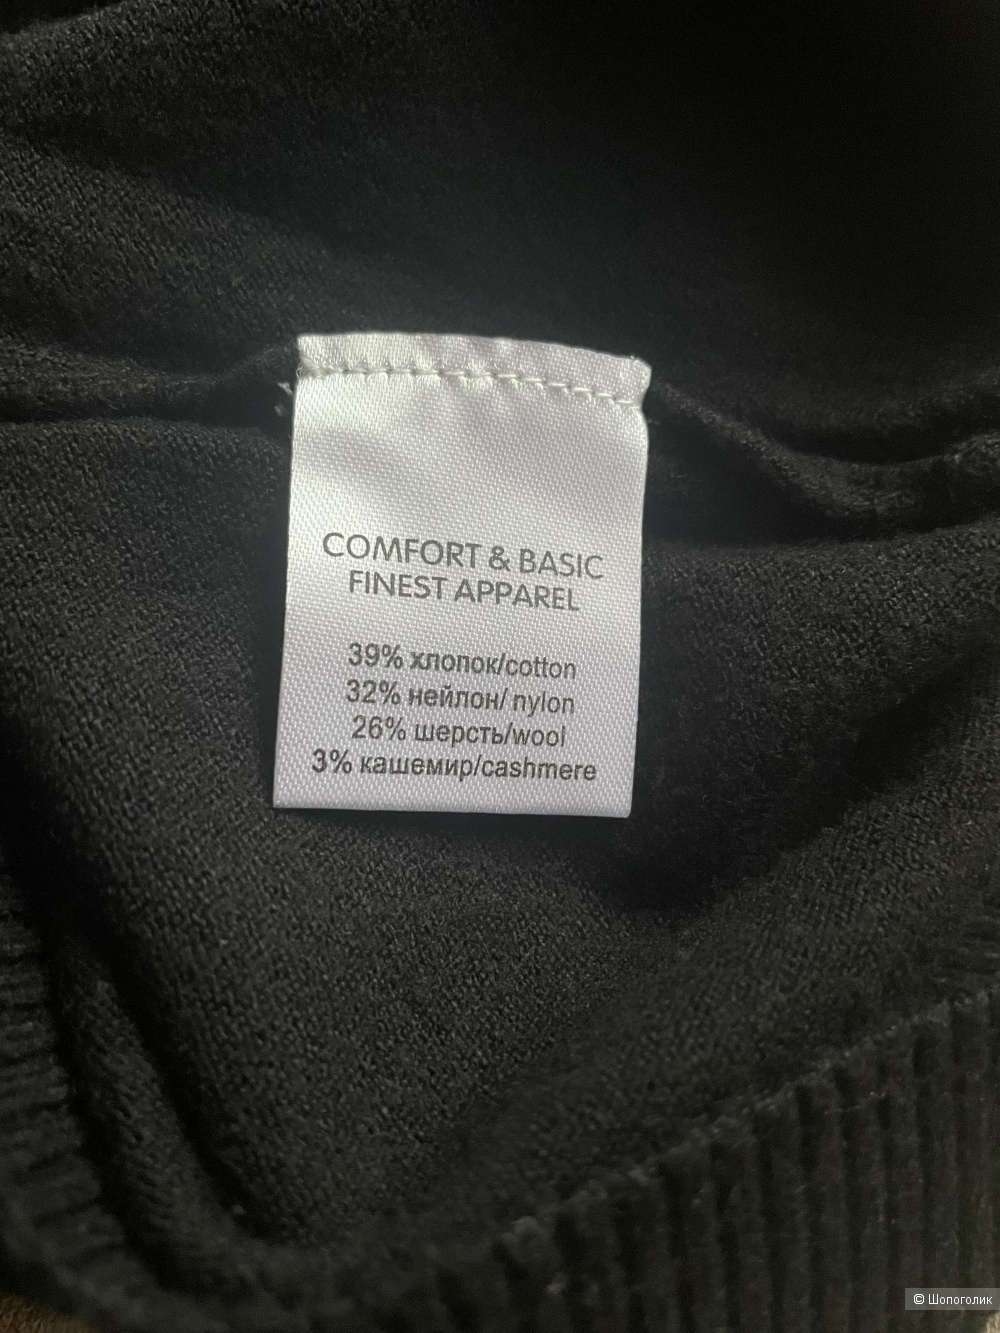 COMFORT & BASIC
FINEST APPAREL
39% хлопок/cotton
32% нейлон/ nylon
26% шерсть/wool
3% кашемир/cashmere
© Шопоголик